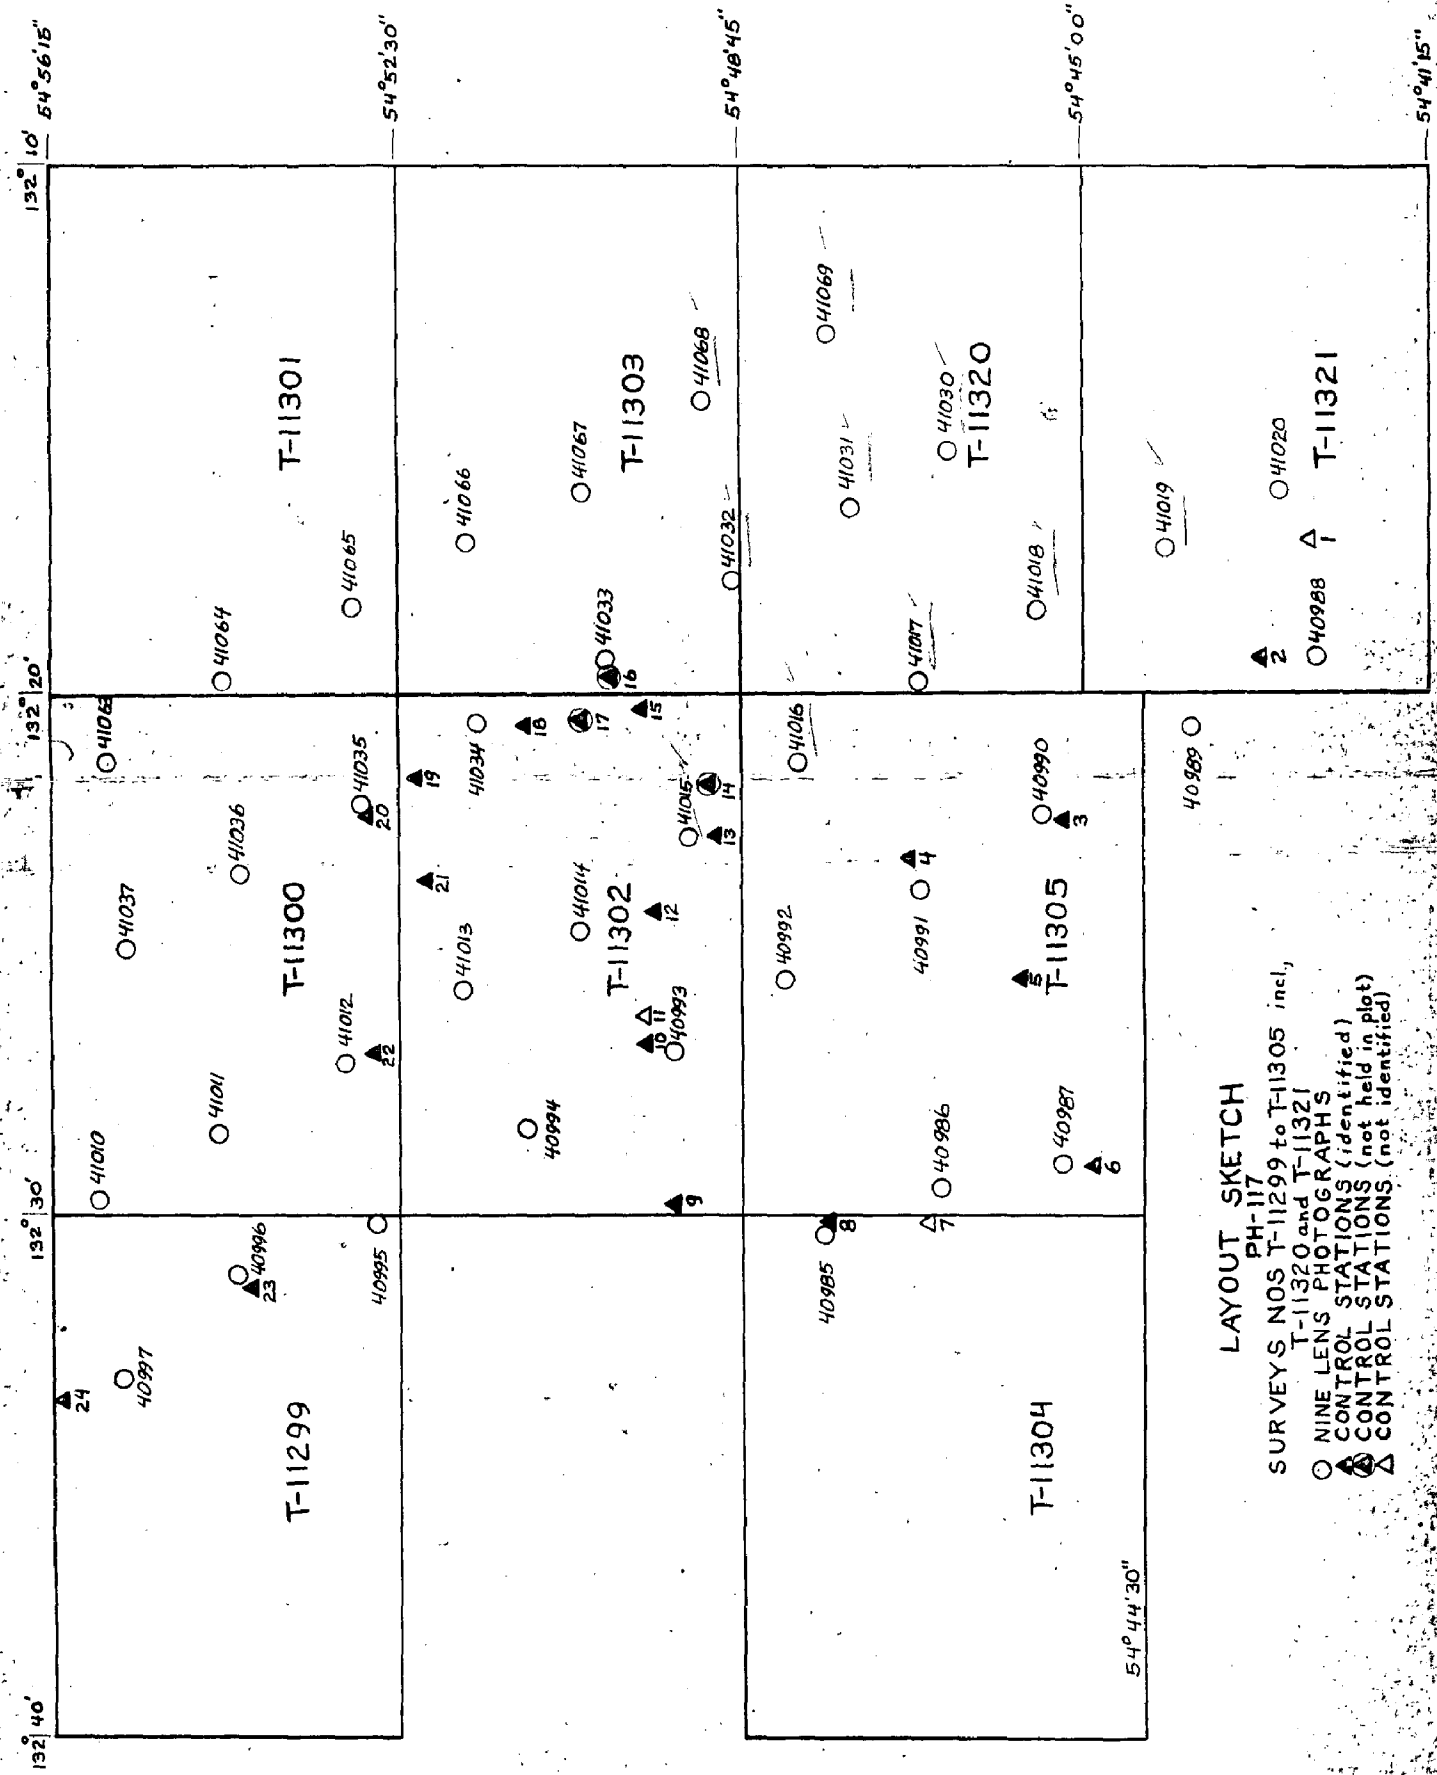 132° 40'
132° 30'
132° 20'
132° 10'
54° 56' 15"
54° 52' 30"
54° 48' 45"
54° 45' 00"
54° 41' 15"
54° 44' 30"
T-11299
24
40997
23
40996
40995
T-11300
41010
41011
41012
22
41037
41036
41035
20
41063
T-11301
41064
41065
T-11302
40994
9
41013
21
19
41034
18
17
15
41014
12
10
11
40993
41015
13
14
T-11303
41066
41067
41033
16
41068
41032
T-11304
40985
8
7
T-11305
40986
40987
6
40992
40991
4
5
41016
40990
3
40989
T-11320
41069
41031
41030
41017
41018
T-11321
41019
41020
2
40988
1
LAYOUT SKETCH
PH-117
SURVEYS NOS T-11299 to T-11305 incl.,
T-11320 and T-11321
NINE LENS PHOTOGRAPHS
CONTROL STATIONS (identified)
CONTROL STATIONS (not held in plot)
CONTROL STATIONS (not identified)